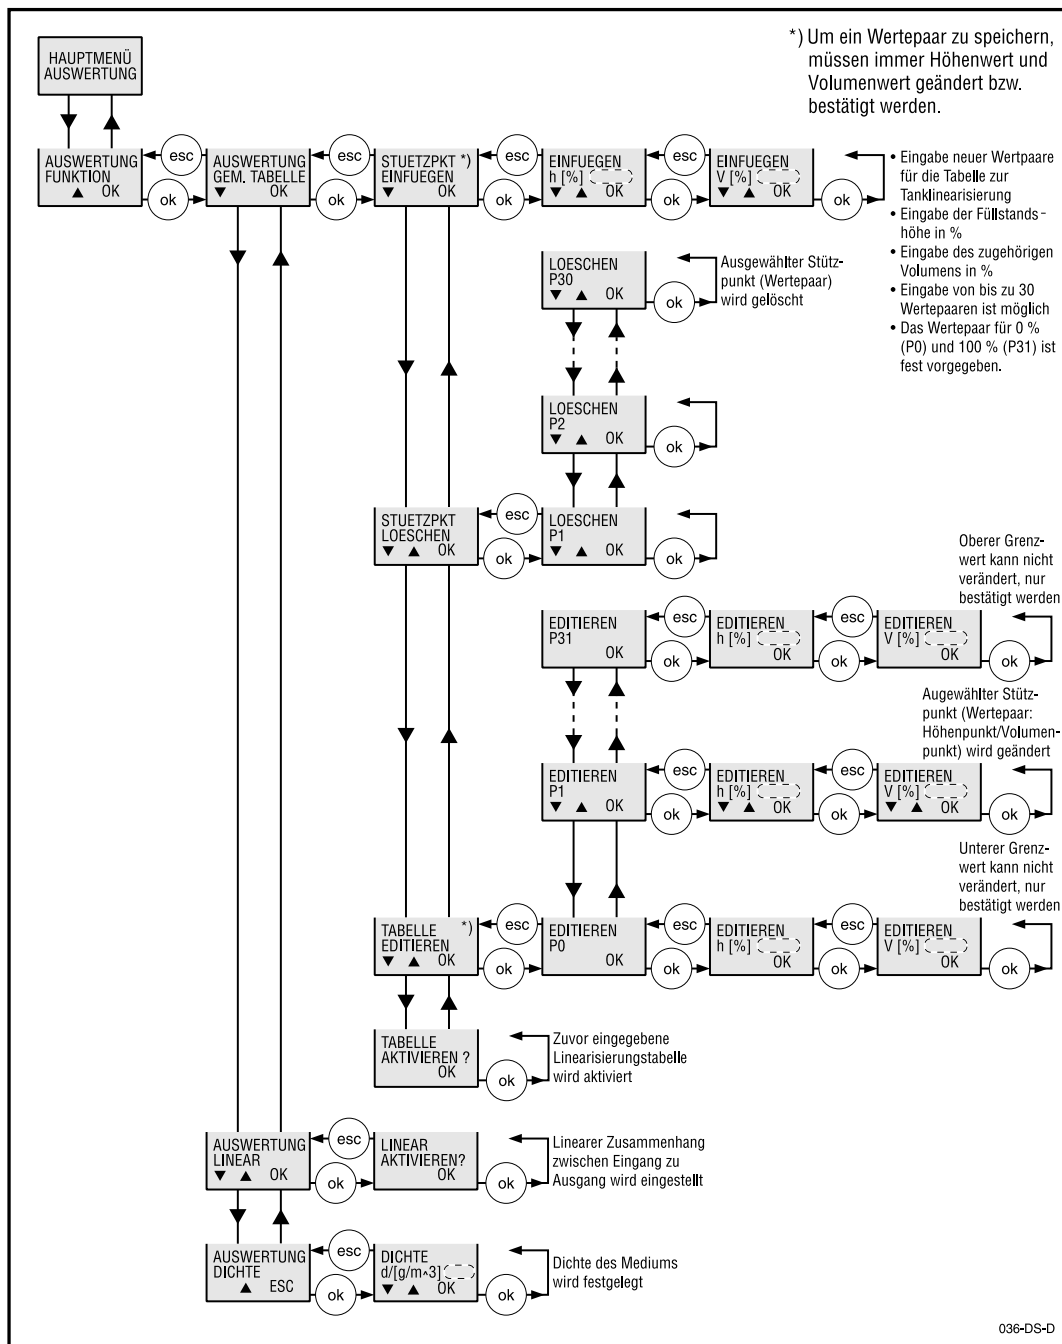 HAUPTMENÜ
AUSWERTUNG
*) Um ein Wertepaar zu speichern,
müssen immer Höhenwert und
Volumenwert geändert bzw.
bestätigt werden.
AUSWERTUNG
FUNKTION
▲ OK
esc
ok
AUSWERTUNG
GEM. TABELLE
▼ OK
esc
ok
STUETZPKT *)
EINFUEGEN
▼ OK
esc
ok
EINFUEGEN
h [%]
▼ ▲ OK
esc
ok
EINFUEGEN
V [%]
▼ ▲ OK
ok
• Eingabe neuer Wertpaare
für die Tabelle zur
Tanklinearisierung
• Eingabe der Füllstands-
höhe in %
• Eingabe des zugehörigen
Volumens in %
• Eingabe von bis zu 30
Wertepaaren ist möglich
• Das Wertepaar für 0 %
(P0) und 100 % (P31) ist
fest vorgegeben.
LOESCHEN
P30
▼ ▲ OK
ok
Ausgewählter Stütz-
punkt (Wertepaar)
wird gelöscht
LOESCHEN
P2
▼ ▲ OK
ok
STUETZPKT
LOESCHEN
▼ ▲ OK
esc
ok
LOESCHEN
P1
▼ ▲ OK
ok
Oberer Grenz-
wert kann nicht
verändert, nur
bestätigt werden
EDITIEREN
P31
OK
esc
ok
EDITIEREN
h [%]
OK
esc
ok
EDITIEREN
V [%]
OK
ok
Augewählter Stütz-
punkt (Wertepaar:
Höhenpunkt/Volumen-
punkt) wird geändert
EDITIEREN
P1
▼ ▲ OK
esc
ok
EDITIEREN
h [%]
▼ ▲ OK
esc
ok
EDITIEREN
V [%]
▼ ▲ OK
ok
Unterer Grenz-
wert kann nicht
verändert, nur
bestätigt werden
TABELLE *)
EDITIEREN
▼ ▲ OK
esc
ok
EDITIEREN
P0
OK
esc
ok
EDITIEREN
h [%]
OK
esc
ok
EDITIEREN
V [%]
OK
ok
TABELLE
AKTIVIEREN ?
OK
ok
Zuvor eingegebene
Linearisierungstabelle
wird aktiviert
AUSWERTUNG
LINEAR
▼ ▲ OK
esc
ok
LINEAR
AKTIVIEREN?
OK
ok
Linearer Zusammenhang
zwischen Eingang zu
Ausgang wird eingestellt
AUSWERTUNG
DICHTE
▲ ESC
esc
ok
DICHTE
d/[g/m^3]
▼ ▲ OK
ok
Dichte des Mediums
wird festgelegt
036-DS-D